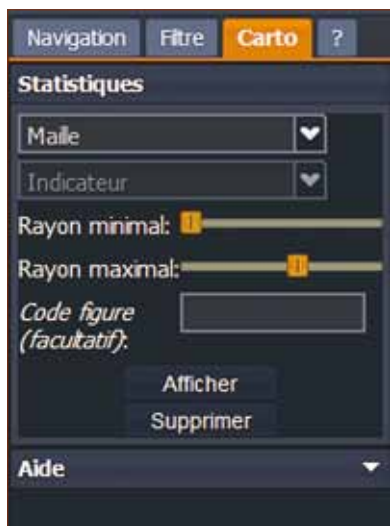 Navigation Filtre Carto ?
Statistiques
Maille
Indicateur
Rayon minimal:
Rayon maximal:
Code figure
(facultatif):
Afficher
Supprimer
Aide